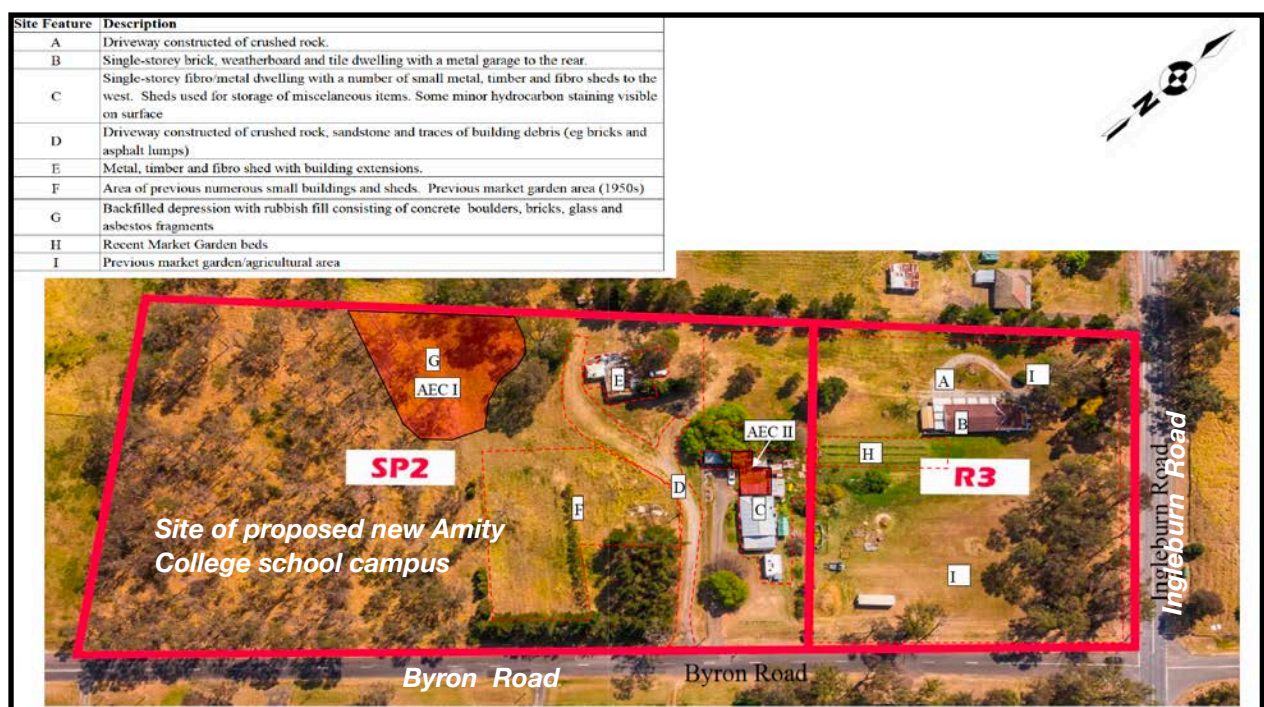 Site Feature Description
A Driveway constructed of crushed rock.
B Single-storey brick, weatherboard and tile dwelling with a metal garage to the rear.
C Single-storey fibro/metal dwelling with a number of small metal, timber and fibro sheds to the
west. Sheds used for storage of miscelaneous items. Some minor hydrocarbon staining visible
on surface
D Driveway constructed of crushed rock, sandstone and traces of building debris (eg bricks and
asphalt lumps)
E Metal, timber and fibro shed with building extensions.
F Area of previous numerous small buildings and sheds. Previous market garden area (1950s)
G Backfilled depression with rubbish fill consisting of concrete boulders, bricks, glass and
asbestos fragments
H Recent Market Garden beds
I Previous market garden/agricultural area
N
G
AEC I
E
A
I
B
AEC II
H
SP2
R3
D
F
C
Site of proposed new Amity
College school campus
I
Ingleburn Road
Ingleburn Road
Byron Road
Byron Road